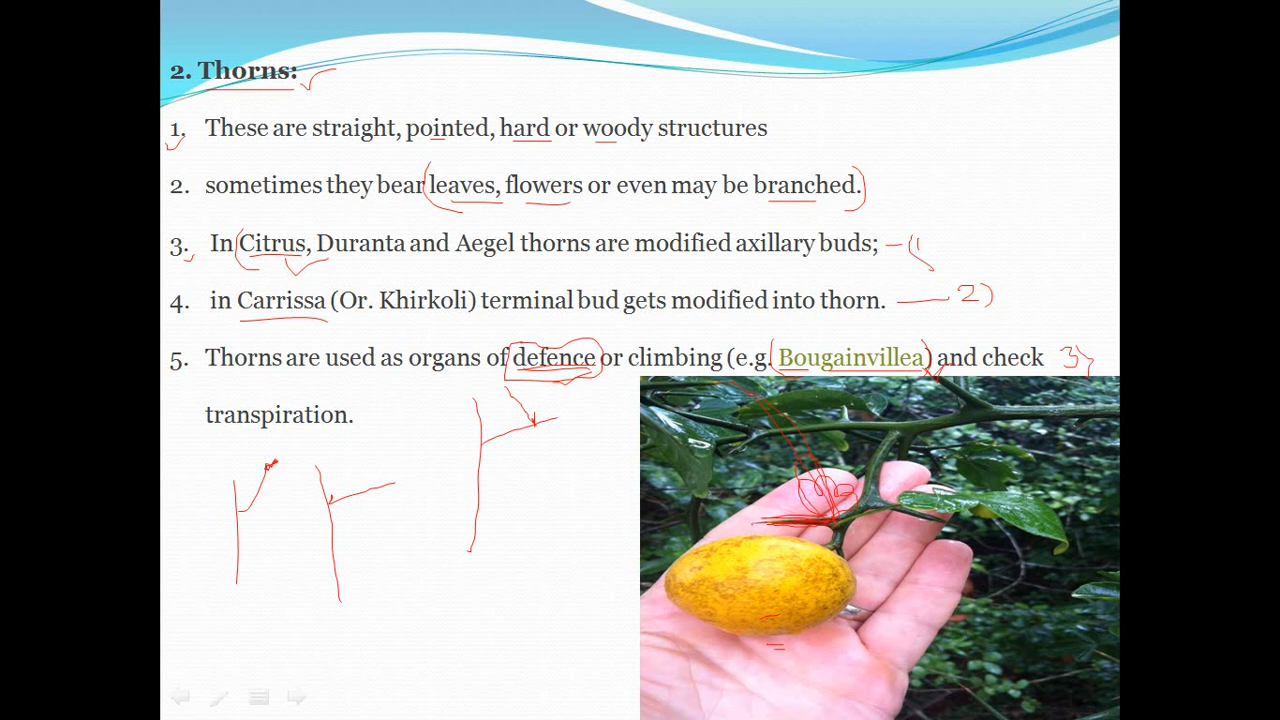 2. Thorns:
1. These are straight, pointed, hard or woody structures
2. sometimes they bear leaves, flowers or even may be branched.
3. In Citrus, Duranta and Aegel thorns are modified axillary buds; -(1
4. in Carrissa (Or. Khirkoli) terminal bud gets modified into thorn. — 2)
5. Thorns are used as organs of defence or climbing (e.g. Bougainvillea) and check 3}
transpiration.